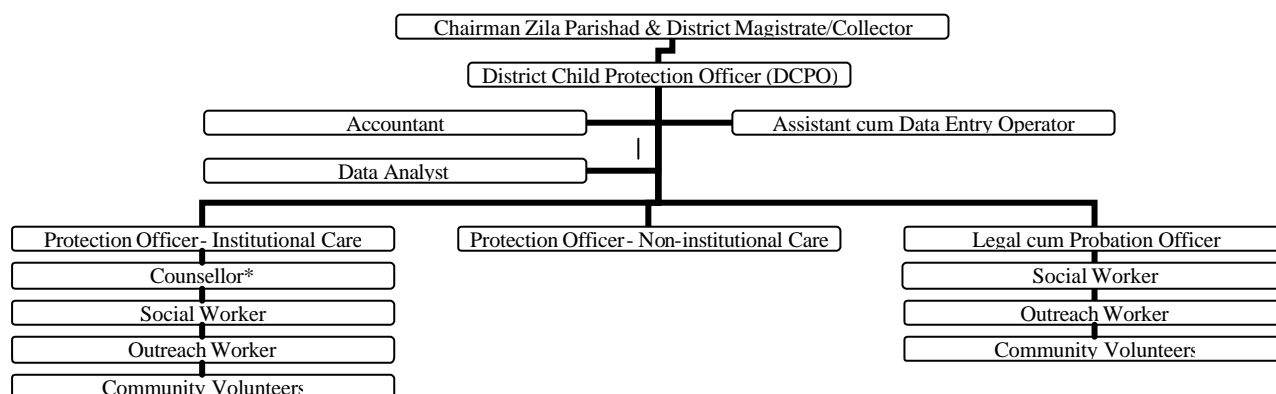 Chairman Zila Parishad & District Magistrate/Collector
District Child Protection Officer (DCPO)
Accountant
Assistant cum Data Entry Operator
Data Analyst
Protection Officer- Institutional Care
Protection Officer- Non-institutional Care
Legal cum Probation Officer
Counsellor*
Social Worker
Social Worker
Outreach Worker
Outreach Worker
Community Volunteers
Community Volunteers